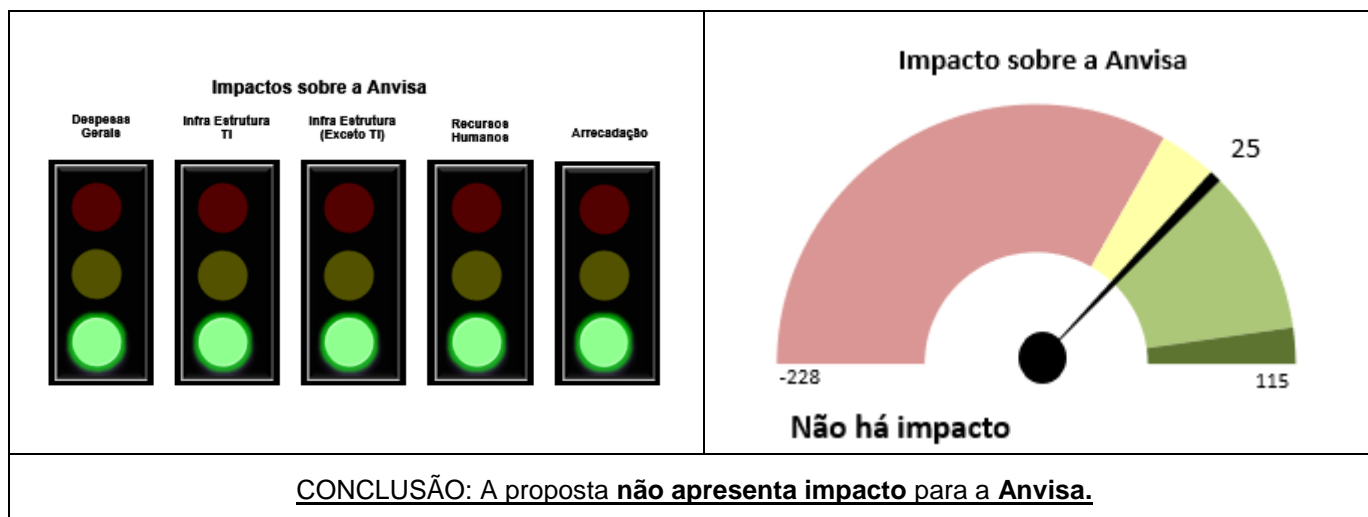 Impactos sobre a Anvisa
Despesas
Gerais
Infra Estrutura
TI
Infra Estrutura
(Exceto TI)
Recursos
Humanos
Arrecadação
Impacto sobre a Anvisa
25
-228
115
Não há impacto
CONCLUSÃO: A proposta não apresenta impacto para a Anvisa.